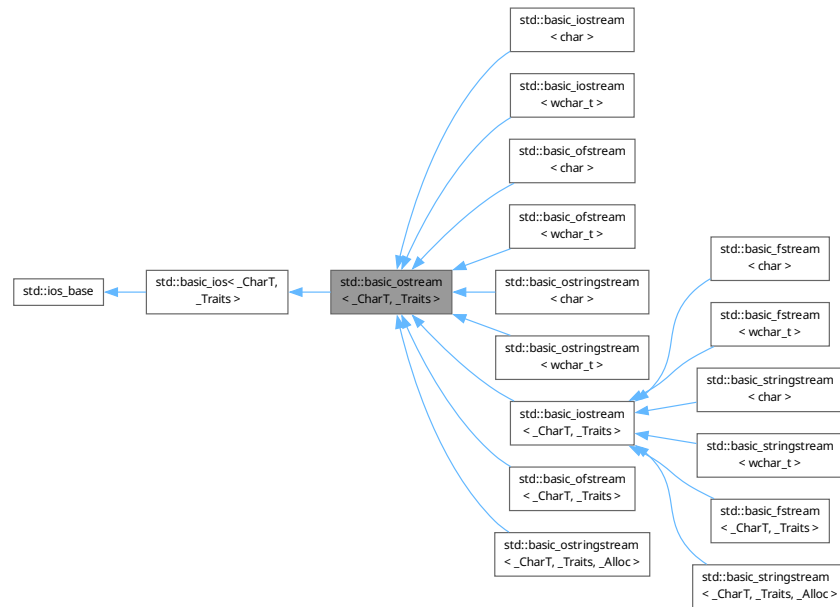 std::ios_base
std::basic_ios< _CharT,
_Traits >
std::basic_ostream
< _CharT, _Traits >
std::basic_iostream
< char >
std::basic_iostream
< wchar_t >
std::basic_ofstream
< char >
std::basic_ofstream
< wchar_t >
std::basic_ostringstream
< char >
std::basic_ostringstream
< wchar_t >
std::basic_iostream
< _CharT, _Traits >
std::basic_ofstream
< _CharT, _Traits >
std::basic_ostringstream
< _CharT, _Traits, _Alloc >
std::basic_fstream
< char >
std::basic_fstream
< wchar_t >
std::basic_stringstream
< char >
std::basic_stringstream
< wchar_t >
std::basic_fstream
< _CharT, _Traits >
std::basic_stringstream
< _CharT, _Traits, _Alloc >